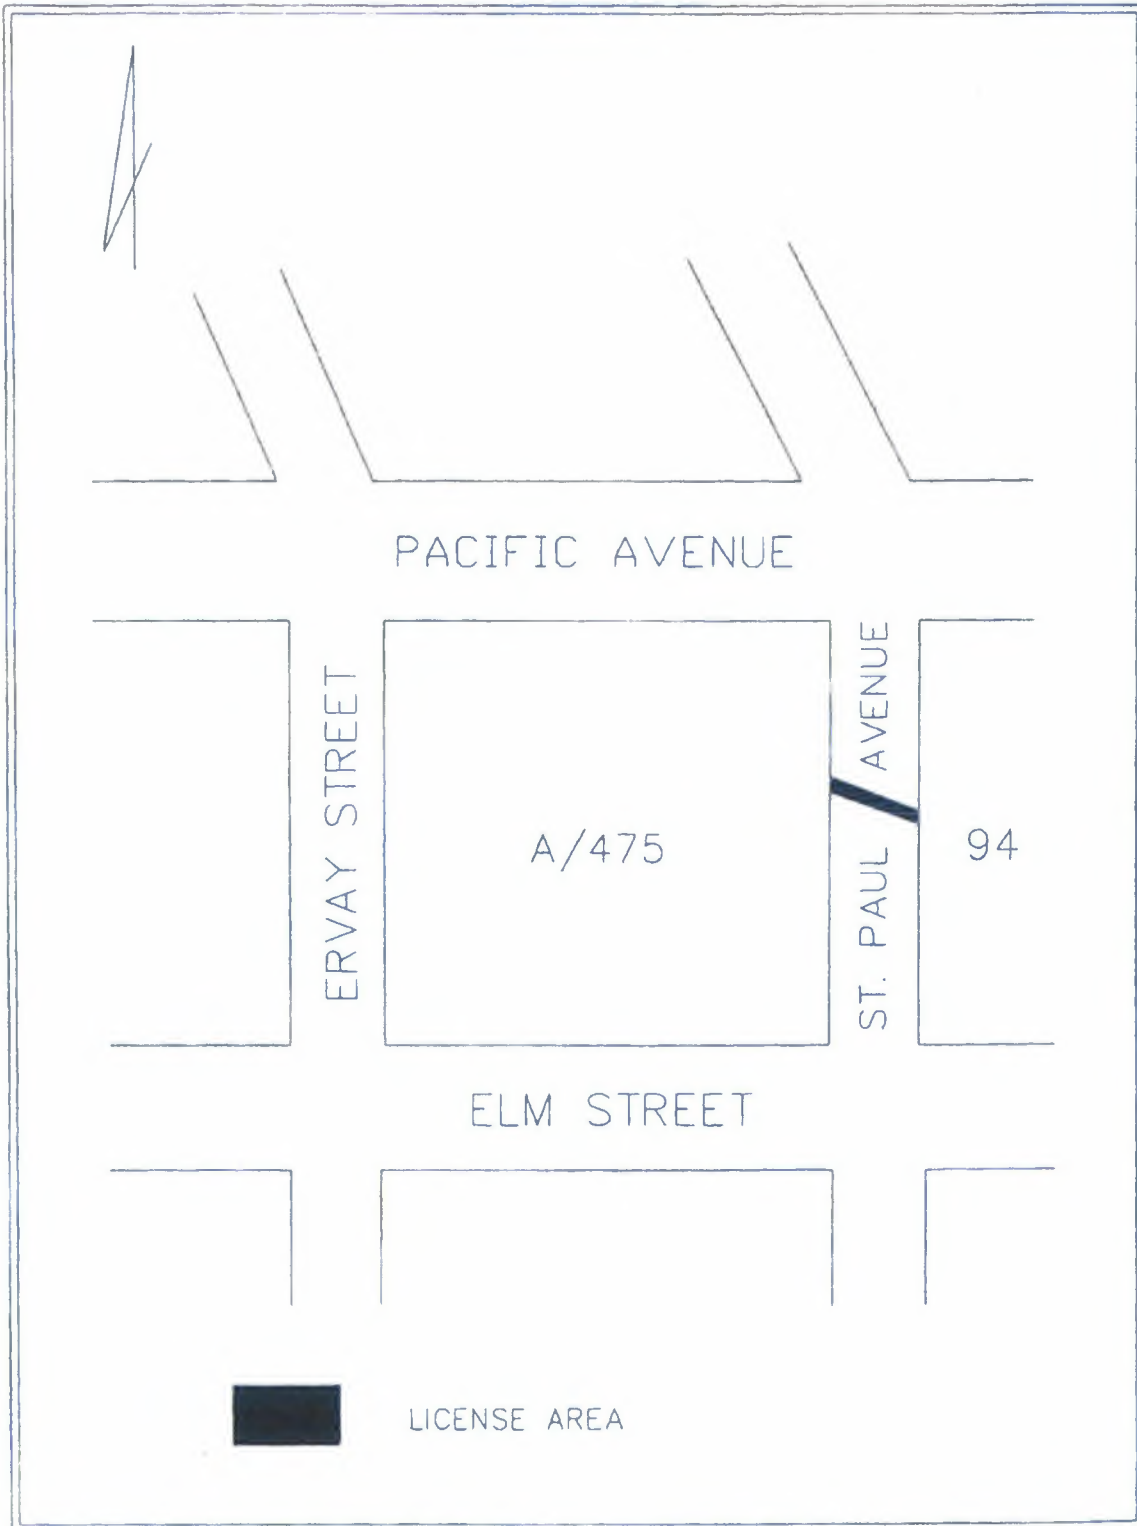 PACIFIC AVENUE
ERVAY STREET
A/475
ST. PAUL AVENUE
94
ELM STREET
LICENSE AREA